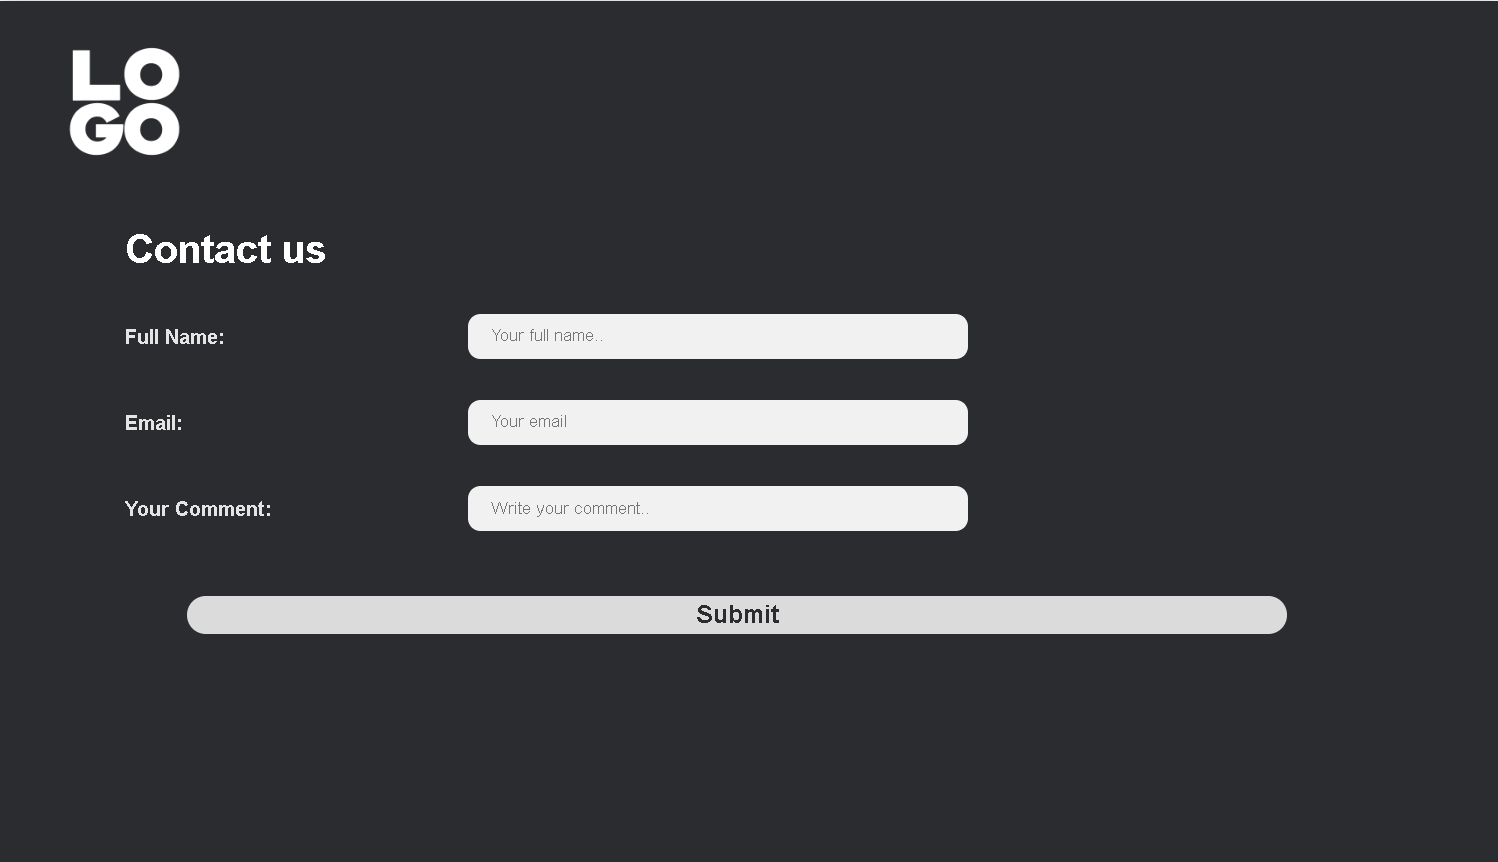 LO
GO
Contact us
Full Name:
Your full name..
Email:
Your email
Your Comment:
Write your comment..
Submit